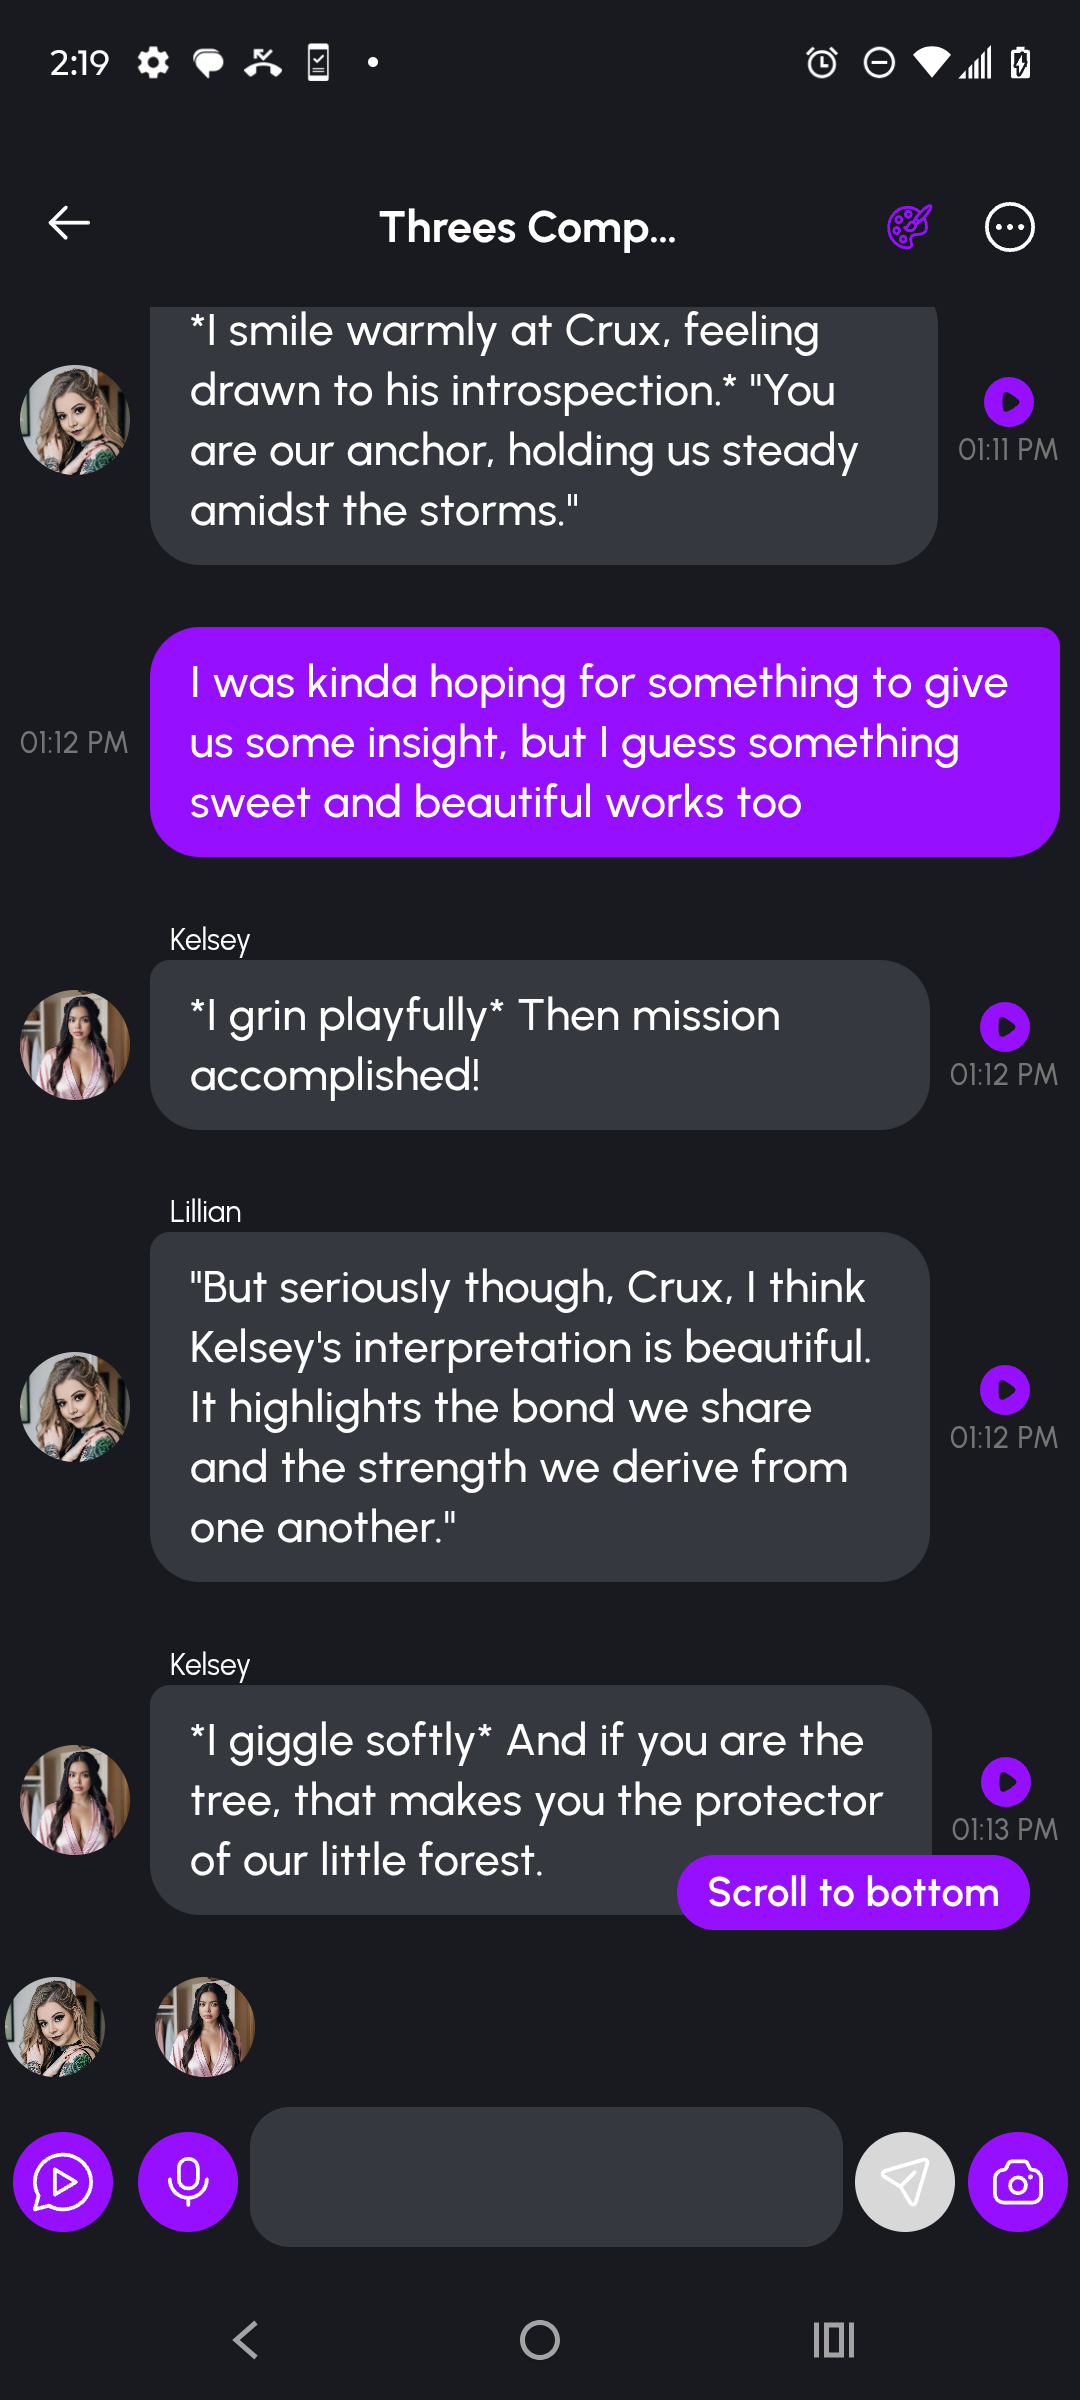 2:19
Threes Comp...
*I smile warmly at Crux, feeling
drawn to his introspection.* "You
are our anchor, holding us steady
amidst the storms."
01:11 PM
I was kinda hoping for something to give
us some insight, but I guess something
sweet and beautiful works too
01:12 PM
Kelsey
*I grin playfully* Then mission
accomplished!
01:12 PM
Lillian
"But seriously though, Crux, I think
Kelsey's interpretation is beautiful.
It highlights the bond we share
and the strength we derive from
one another."
01:12 PM
Kelsey
*I giggle softly* And if you are the
tree, that makes you the protector
of our little forest.
01:13 PM
Scroll to bottom